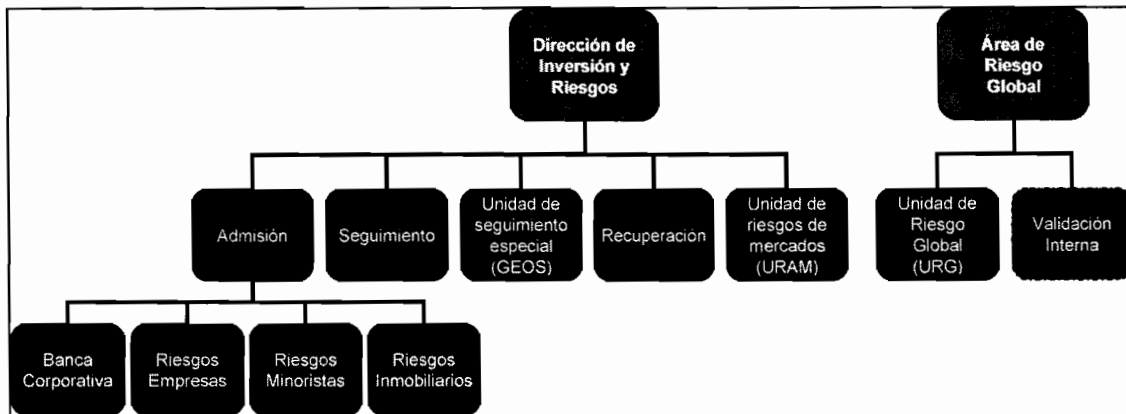 Dirección de
Inversión y
Riesgos
Área de
Riesgo
Global
Admisión
Seguimiento
Unidad de
seguimiento
especial
(GEOS)
Recuperación
Unidad de
riesgos de
mercados
(URAM)
Unidad de
Riesgo
Global
(URG)
Validación
Interna
Banca
Corporativa
Riesgos
Empresas
Riesgos
Minoristas
Riesgos
Inmobiliarios